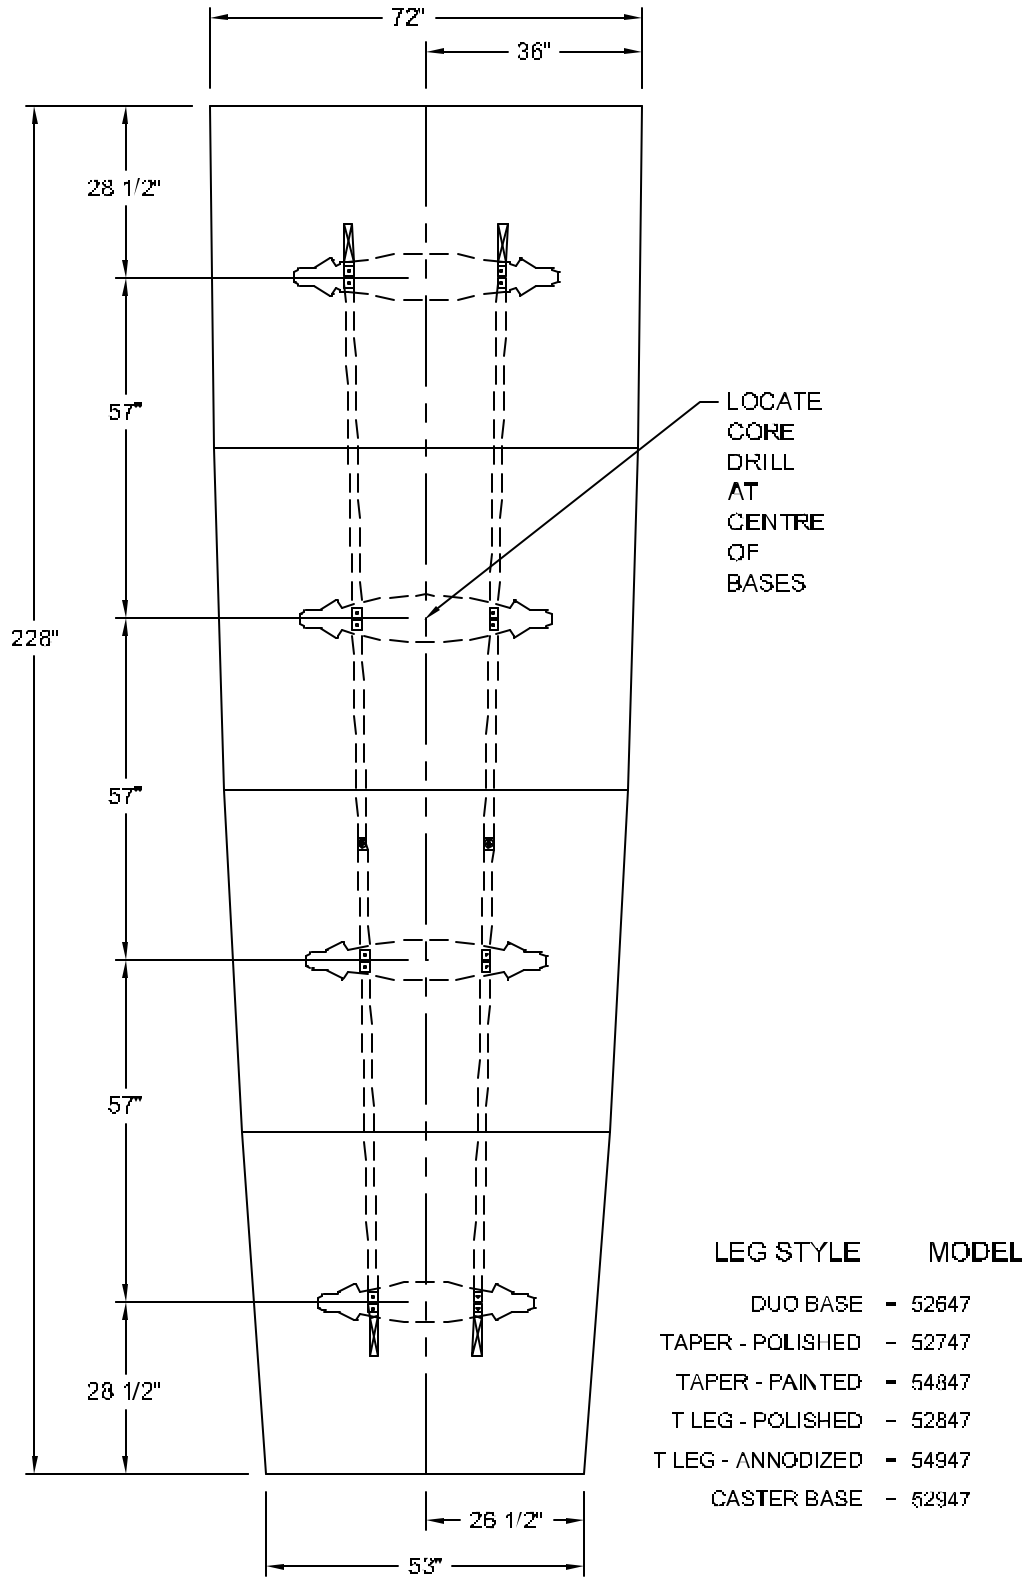 72"
36"
28 1/2"
57"
LOCATE
CORE
DRILL
AT
CENTRE
OF
BASES
228"
57"
57"
LEG STYLE MODEL
DUO BASE - 52647
TAPER - POLISHED - 52747
TAPER - PAINTED - 54847
T LEG - POLISHED - 52847
T LEG - ANNODIZED - 54947
CASTER BASE - 52947
28 1/2"
26 1/2"
53"